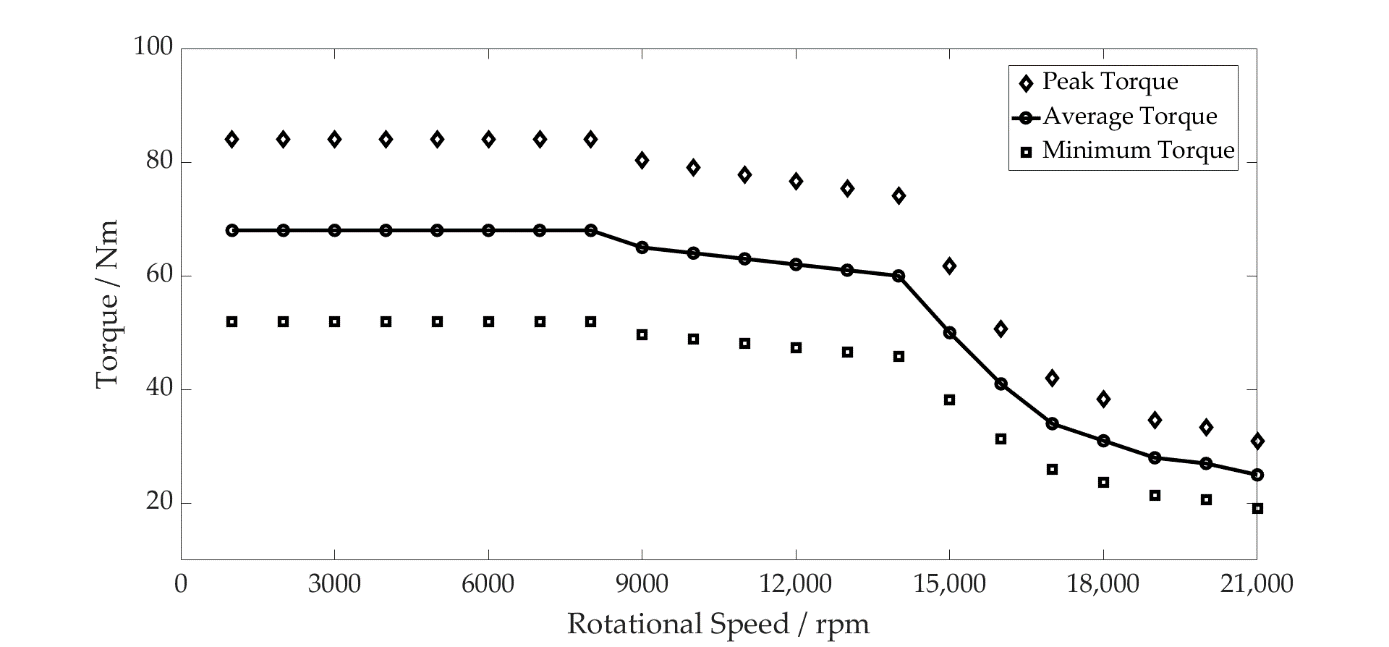 100
80
60
40
20
Torque / Nm
Peak Torque
Average Torque
Minimum Torque
0 3000 6000 9000 12,000 15,000 18,000 21,000
Rotational Speed / rpm